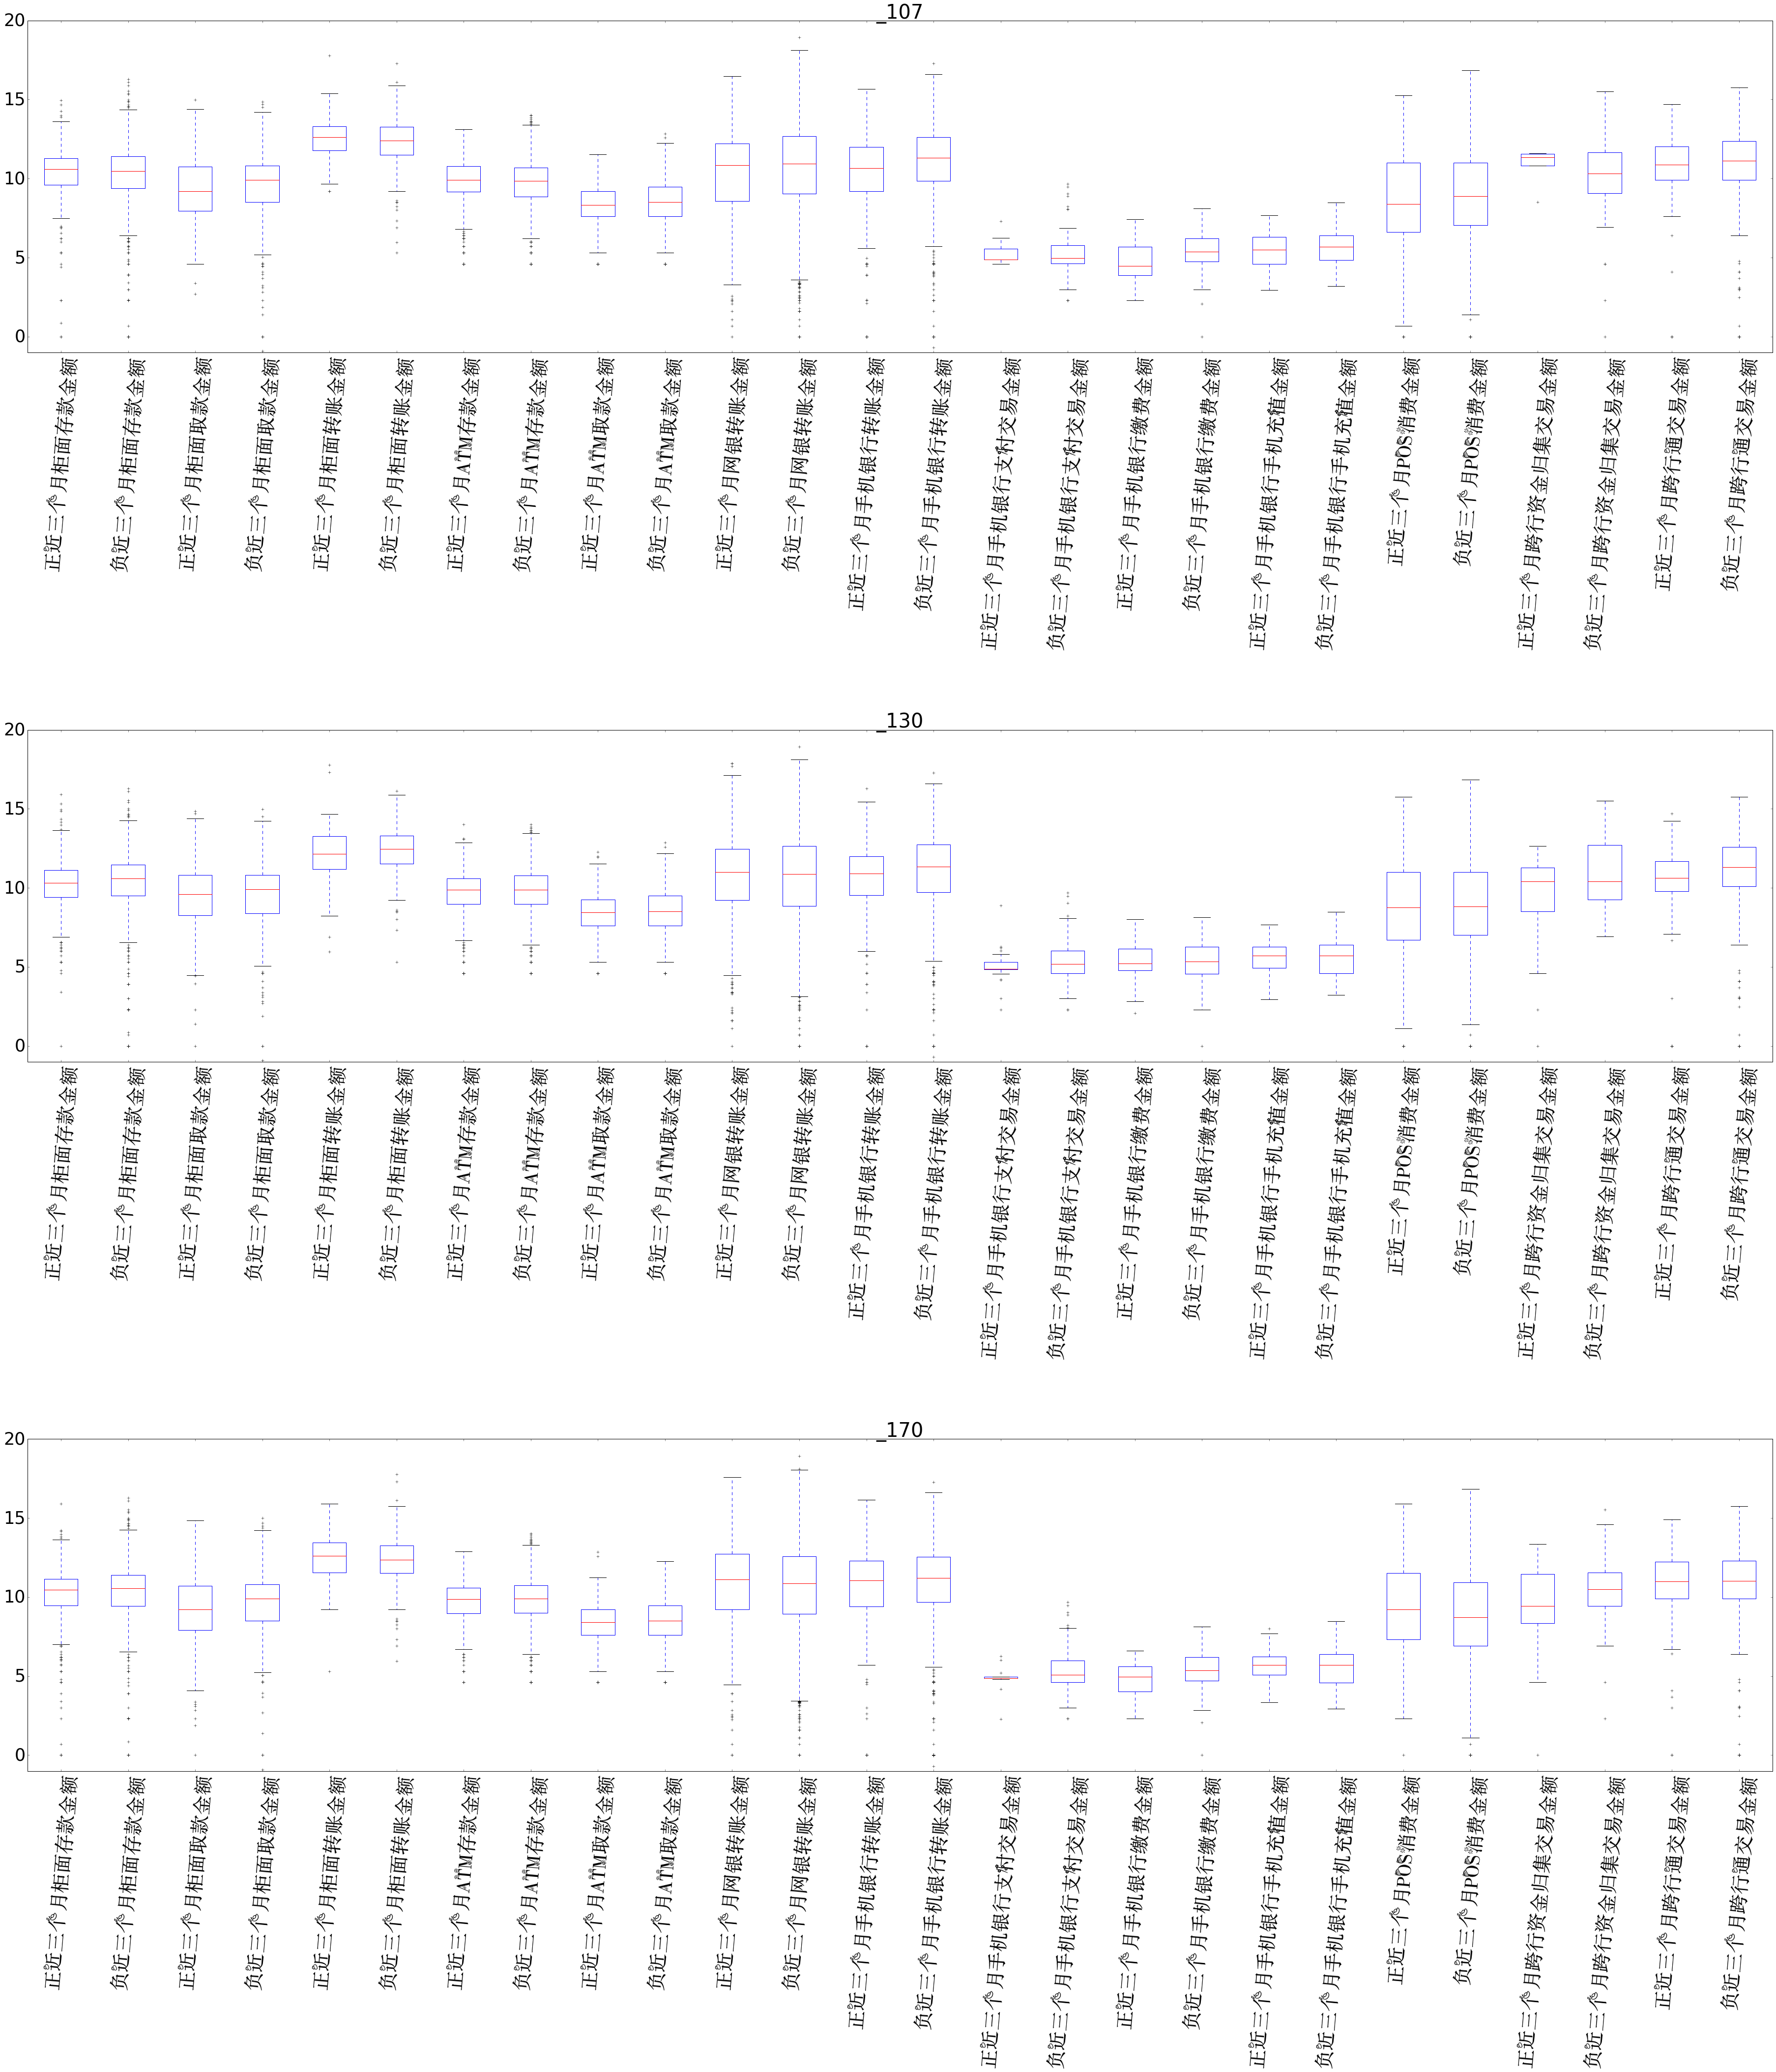 _107
20
15
10
5
0
正近三个月柜面存款金额
负近三个月柜面存款金额
正近三个月柜面取款金额
负近三个月柜面取款金额
正近三个月柜面转账金额
负近三个月柜面转账金额
正近三个月ATM存款金额
负近三个月ATM存款金额
正近三个月ATM取款金额
负近三个月ATM取款金额
正近三个月网银转账金额
负近三个月网银转账金额
正近三个月手机银行转账金额
负近三个月手机银行转账金额
正近三个月手机银行支付交易金额
负近三个月手机银行支付交易金额
正近三个月手机银行缴费金额
负近三个月手机银行缴费金额
正近三个月手机银行手机充值金额
负近三个月手机银行手机充值金额
正近三个月POS消费金额
负近三个月POS消费金额
正近三个月跨行资金归集交易金额
负近三个月跨行资金归集交易金额
正近三个月跨行通交易金额
负近三个月跨行通交易金额
_130
20
15
10
5
0
正近三个月柜面存款金额
负近三个月柜面存款金额
正近三个月柜面取款金额
负近三个月柜面取款金额
正近三个月柜面转账金额
负近三个月柜面转账金额
正近三个月ATM存款金额
负近三个月ATM存款金额
正近三个月ATM取款金额
负近三个月ATM取款金额
正近三个月网银转账金额
负近三个月网银转账金额
正近三个月手机银行转账金额
负近三个月手机银行转账金额
正近三个月手机银行支付交易金额
负近三个月手机银行支付交易金额
正近三个月手机银行缴费金额
负近三个月手机银行缴费金额
正近三个月手机银行手机充值金额
负近三个月手机银行手机充值金额
正近三个月POS消费金额
负近三个月POS消费金额
正近三个月跨行资金归集交易金额
负近三个月跨行资金归集交易金额
正近三个月跨行通交易金额
负近三个月跨行通交易金额
_170
20
15
10
5
0
正近三个月柜面存款金额
负近三个月柜面存款金额
正近三个月柜面取款金额
负近三个月柜面取款金额
正近三个月柜面转账金额
负近三个月柜面转账金额
正近三个月ATM存款金额
负近三个月ATM存款金额
正近三个月ATM取款金额
负近三个月ATM取款金额
正近三个月网银转账金额
负近三个月网银转账金额
正近三个月手机银行转账金额
负近三个月手机银行转账金额
正近三个月手机银行支付交易金额
负近三个月手机银行支付交易金额
正近三个月手机银行缴费金额
负近三个月手机银行缴费金额
正近三个月手机银行手机充值金额
负近三个月手机银行手机充值金额
正近三个月POS消费金额
负近三个月POS消费金额
正近三个月跨行资金归集交易金额
负近三个月跨行资金归集交易金额
正近三个月跨行通交易金额
负近三个月跨行通交易金额